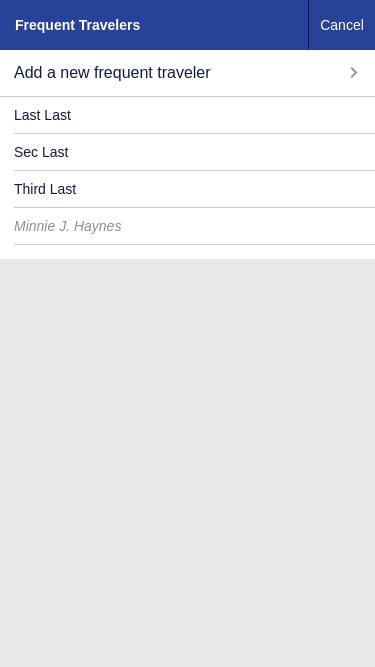 Frequent Travelers
Cancel
Add a new frequent traveler
Last Last
Sec Last
Third Last
Minnie J. Haynes